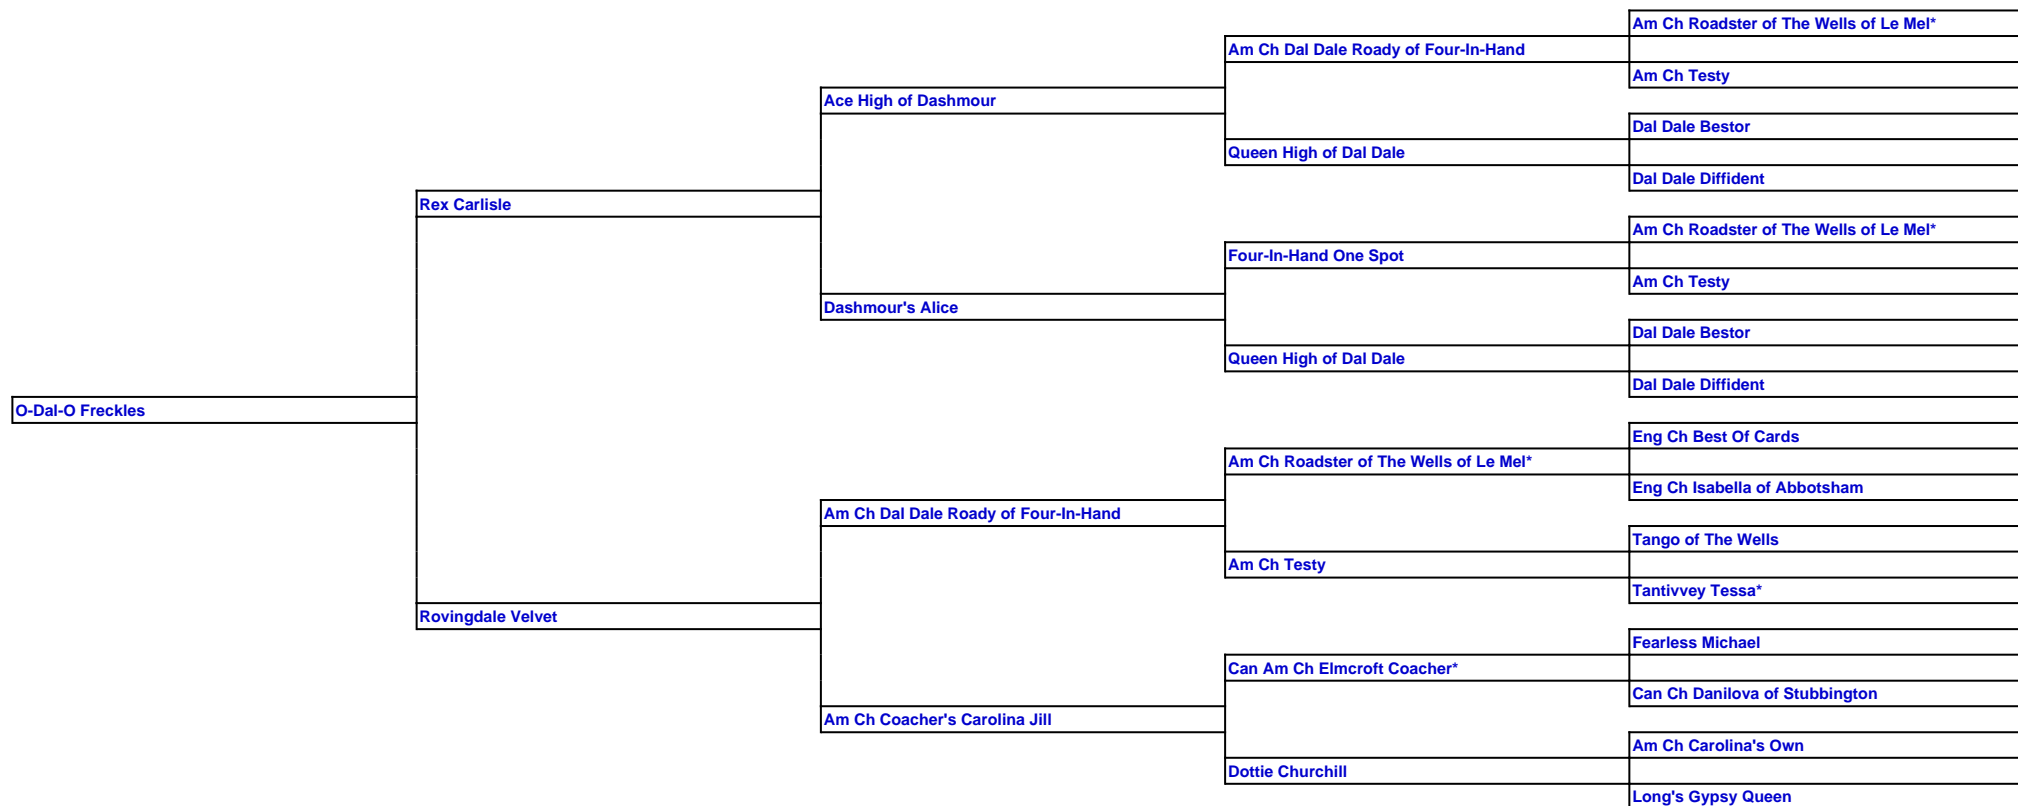 Am Ch Roadster of The Wells of Le Mel*
Am Ch Dal Dale Roady of Four-In-Hand
Am Ch Testy
Ace High of Dashmour
Dal Dale Bestor
Queen High of Dal Dale
Dal Dale Diffident
Rex Carlisle
Am Ch Roadster of The Wells of Le Mel*
Four-In-Hand One Spot
Am Ch Testy
Dashmour's Alice
Dal Dale Bestor
Queen High of Dal Dale
Dal Dale Diffident
O-Dal-O Freckles
Eng Ch Best Of Cards
Am Ch Roadster of The Wells of Le Mel*
Eng Ch Isabella of Abbotsham
Am Ch Dal Dale Roady of Four-In-Hand
Tango of The Wells
Am Ch Testy
Tantivvey Tessa*
Rovingdale Velvet
Fearless Michael
Can Am Ch Elmcroft Coacher*
Can Ch Danilova of Stubbington
Am Ch Coacher's Carolina Jill
Am Ch Carolina's Own
Dottie Churchill
Long's Gypsy Queen